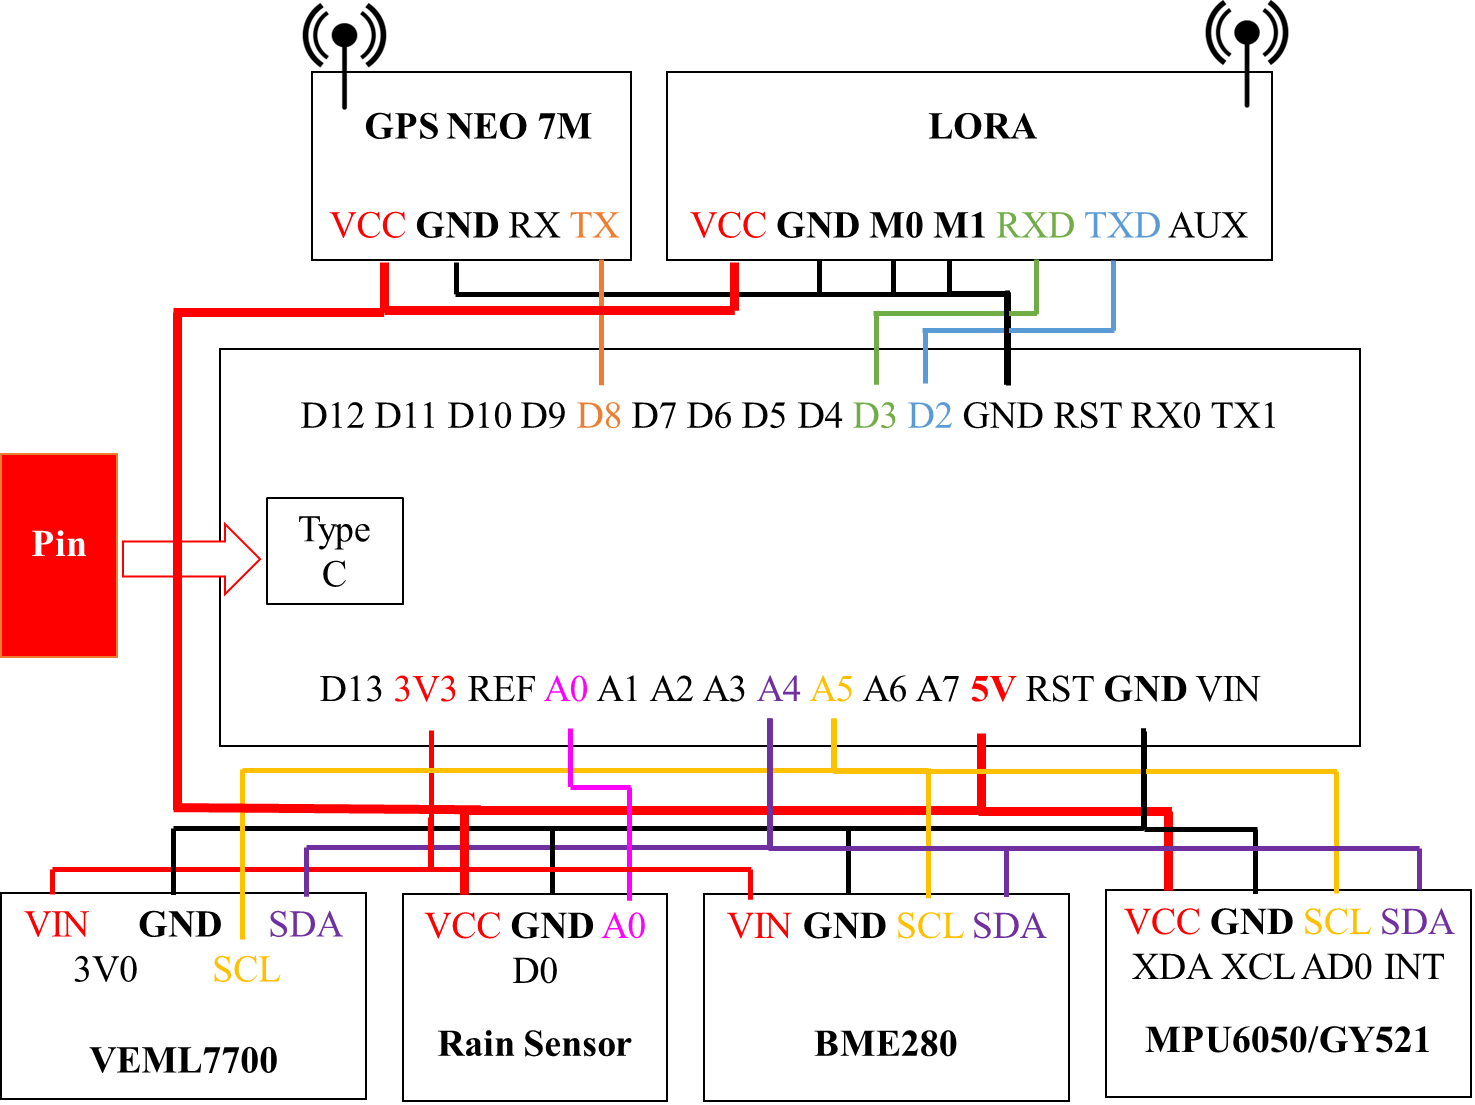 GPS NEO 7M
VCC GND RX TX
LORA
VCC GND M0 M1 RXD TXD AUX
D12 D11 D10 D9 D8 D7 D6 D5 D4 D3 D2 GND RST RX0 TX1
Pin
Type
C
D13 3V3 REF A0 A1 A2 A3 A4 A5 A6 A7 5V RST GND VIN
VIN GND SDA
3V0 SCL
VEML7700
VCC GND A0
D0
Rain Sensor
VIN GND SCL SDA
BME280
VCC GND SCL SDA
XDA XCL AD0 INT
MPU6050/GY521